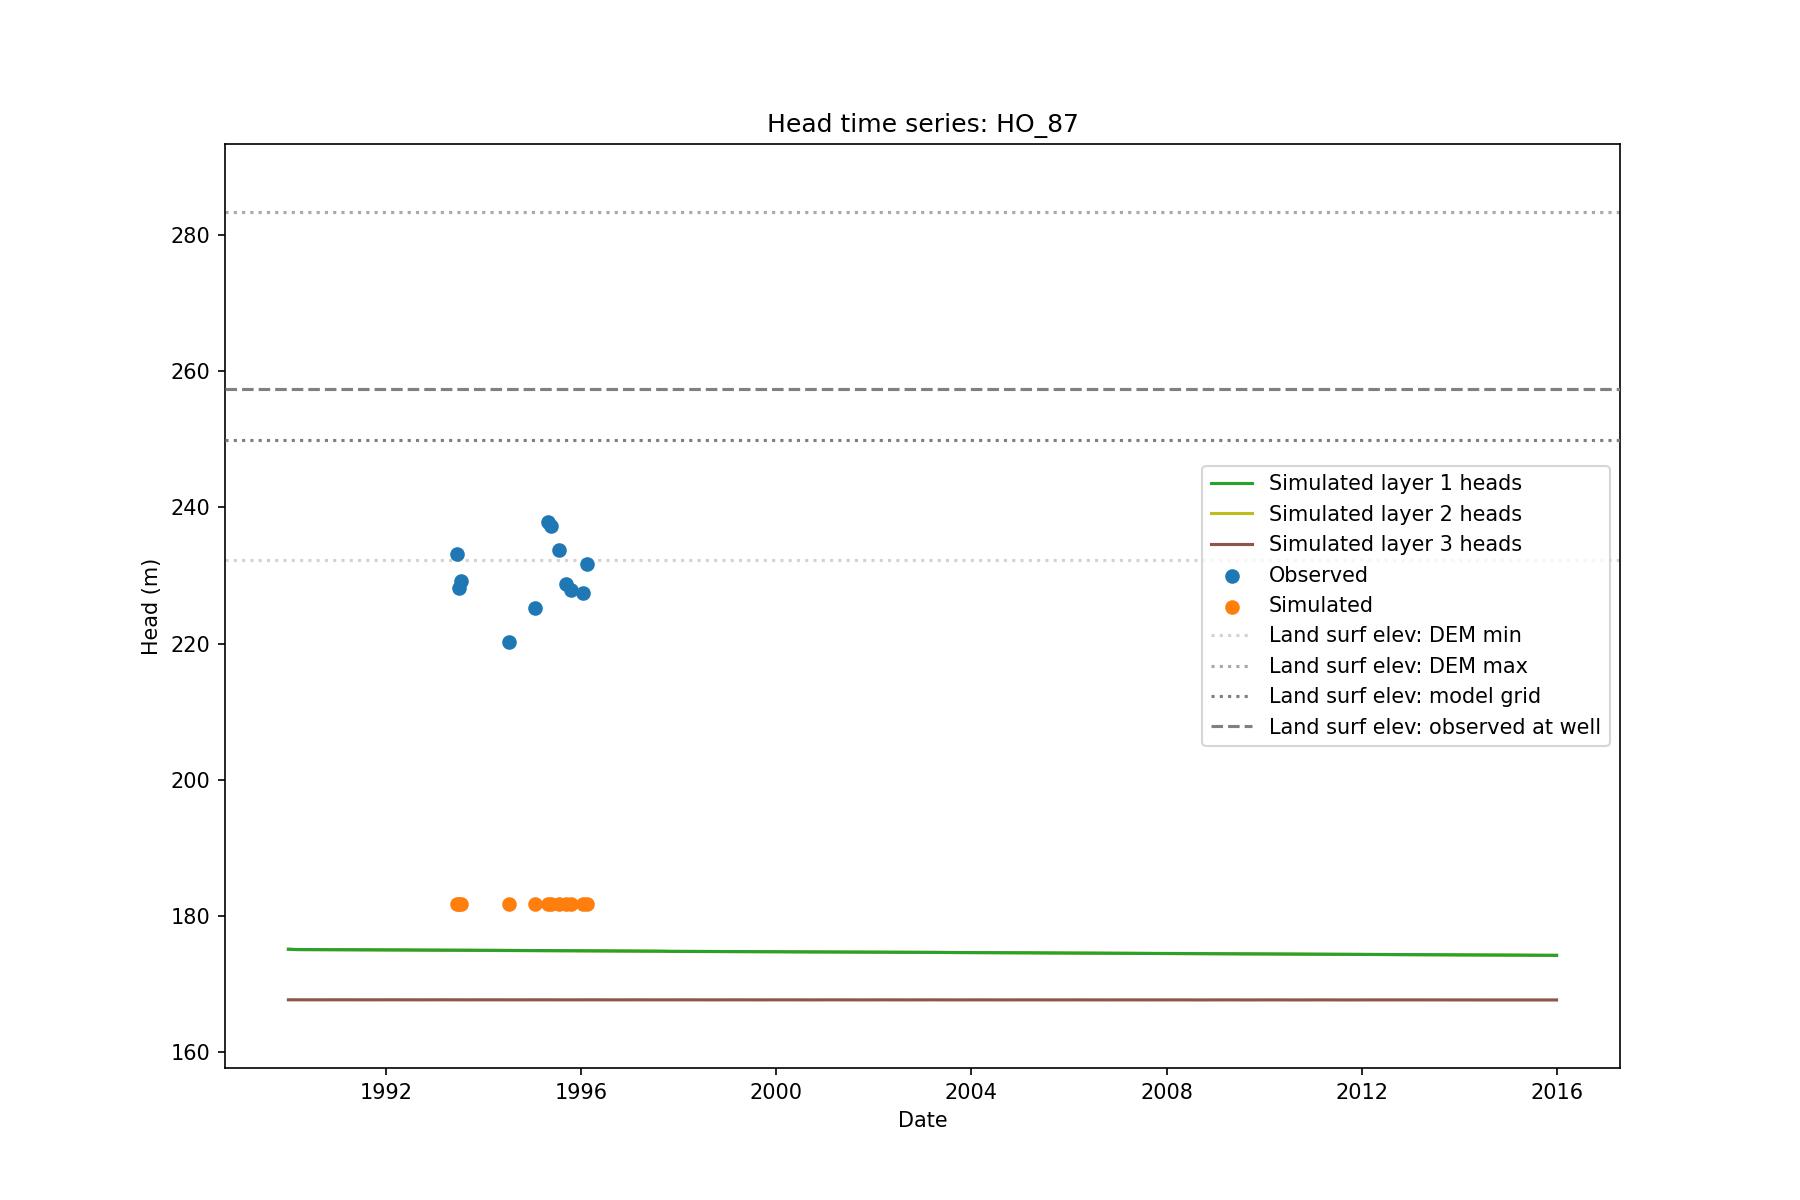 Head time series: HO_87
280
260
240
220
200
180
160
Head (m)
Simulated layer 1 heads
Simulated layer 2 heads
Simulated layer 3 heads
Observed
Simulated
Land surf elev: DEM min
Land surf elev: DEM max
Land surf elev: model grid
Land surf elev: observed at well
1992 1996 2000 2004 2008 2012 2016
Date